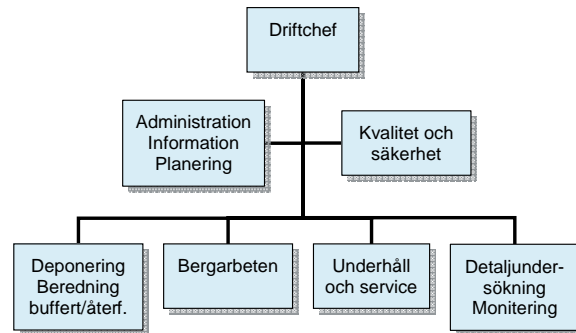 Driftchef
Administration
Information
Planering
Kvalitet och
säkerhet
Deponering
Beredning
buffert/återf.
Bergarbeten
Underhåll
och service
Detaljunder-
sökning
Monitering